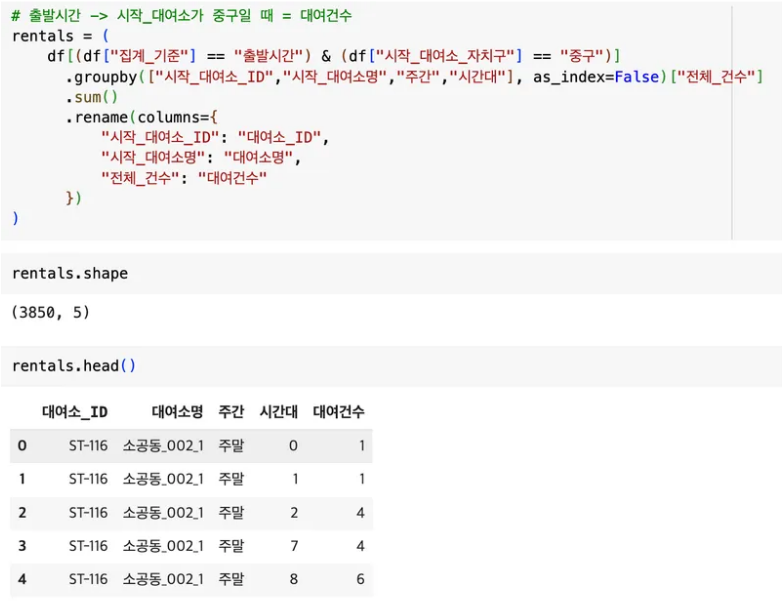 # 출발시간 -> 시작_대여소가 중구일 때 = 대여건수
rentals = (
    df[(df["집계_기준"] == "출발시간") & (df["시작_대여소_자치구"] == "중구")]
      .groupby(["시작_대여소_ID","시작_대여소명","주간","시간대"], as_index=False)["전체_건수"]
      .sum()
      .rename(columns={
          "시작_대여소_ID": "대여소_ID",
          "시작_대여소명": "대여소명",
          "전체_건수": "대여건수"
      })
)
rentals.shape
(3850, 5)
rentals.head()
대여소_ID 대여소명 주간 시간대 대여건수
0 ST-116 소공동_002_1 주말 0 1
1 ST-116 소공동_002_1 주말 1 1
2 ST-116 소공동_002_1 주말 2 4
3 ST-116 소공동_002_1 주말 7 4
4 ST-116 소공동_002_1 주말 8 6